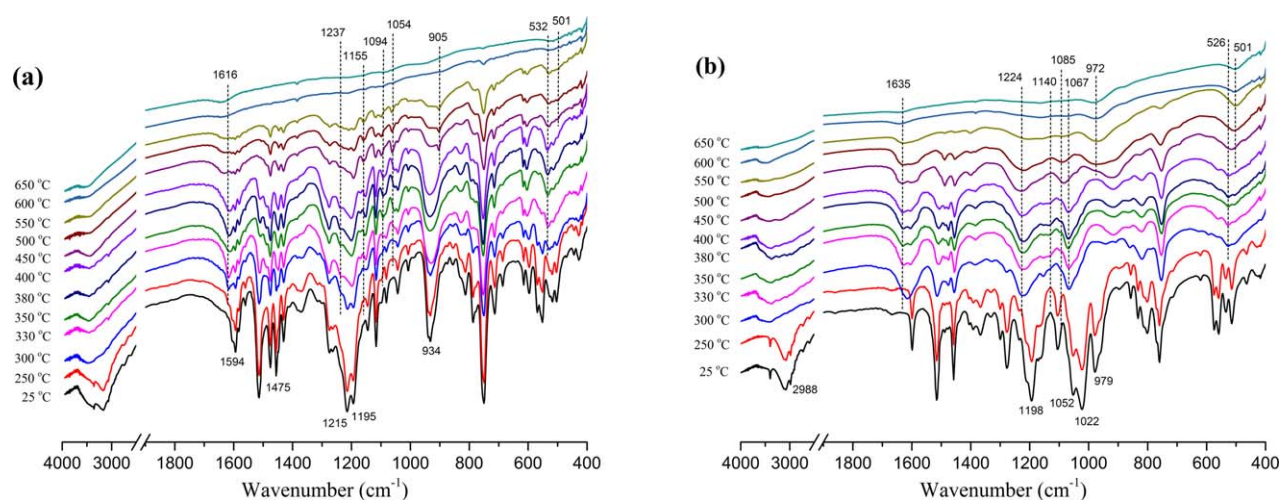 (a)
1616
1237
1155
1094
1054
905
532
501
650 °C
600 °C
550 °C
500 °C
450 °C
400 °C
380 °C
350 °C
330 °C
300 °C
250 °C
25 °C
1594
1475
1215
1195
934
4000 3000 1800 1600 1400 1200 1000 800 600 400
Wavenumber (cm⁻¹)
(b)
1635
1224
1140
1085
1067
972
526
501
650 °C
600 °C
550 °C
500 °C
450 °C
400 °C
380 °C
350 °C
330 °C
300 °C
250 °C
25 °C
2988
1198
1052
1022
979
4000 3000 1800 1600 1400 1200 1000 800 600 400
Wavenumber (cm⁻¹)